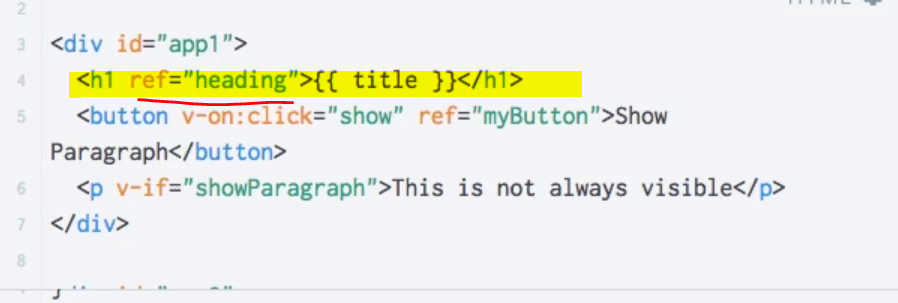 HTML
2
3 <div id="app1">
4 <h1 ref="heading">{{ title }}</h1>
5 <button v-on:click="show" ref="myButton">Show
Paragraph</button>
6 <p v-if="showParagraph">This is not always visible</p>
7 </div>
8